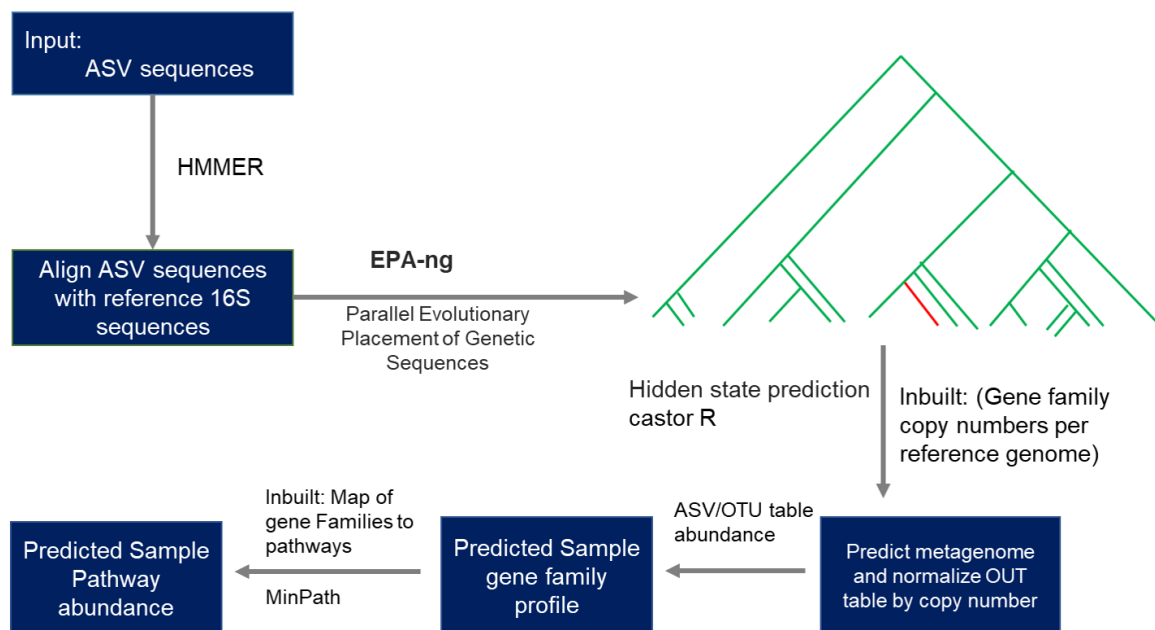 Input:
ASV sequences
HMMER
Align ASV sequences
with reference 16S
sequences
EPA-ng
Parallel Evolutionary
Placement of Genetic
Sequences
Hidden state prediction
castor R
Inbuilt: (Gene family
copy numbers per
reference genome)
Predict metagenome
and normalize OUT
table by copy number
ASV/OTU table
abundance
Predicted Sample
gene family
profile
Inbuilt: Map of
gene Families to
pathways
MinPath
Predicted Sample
Pathway
abundance